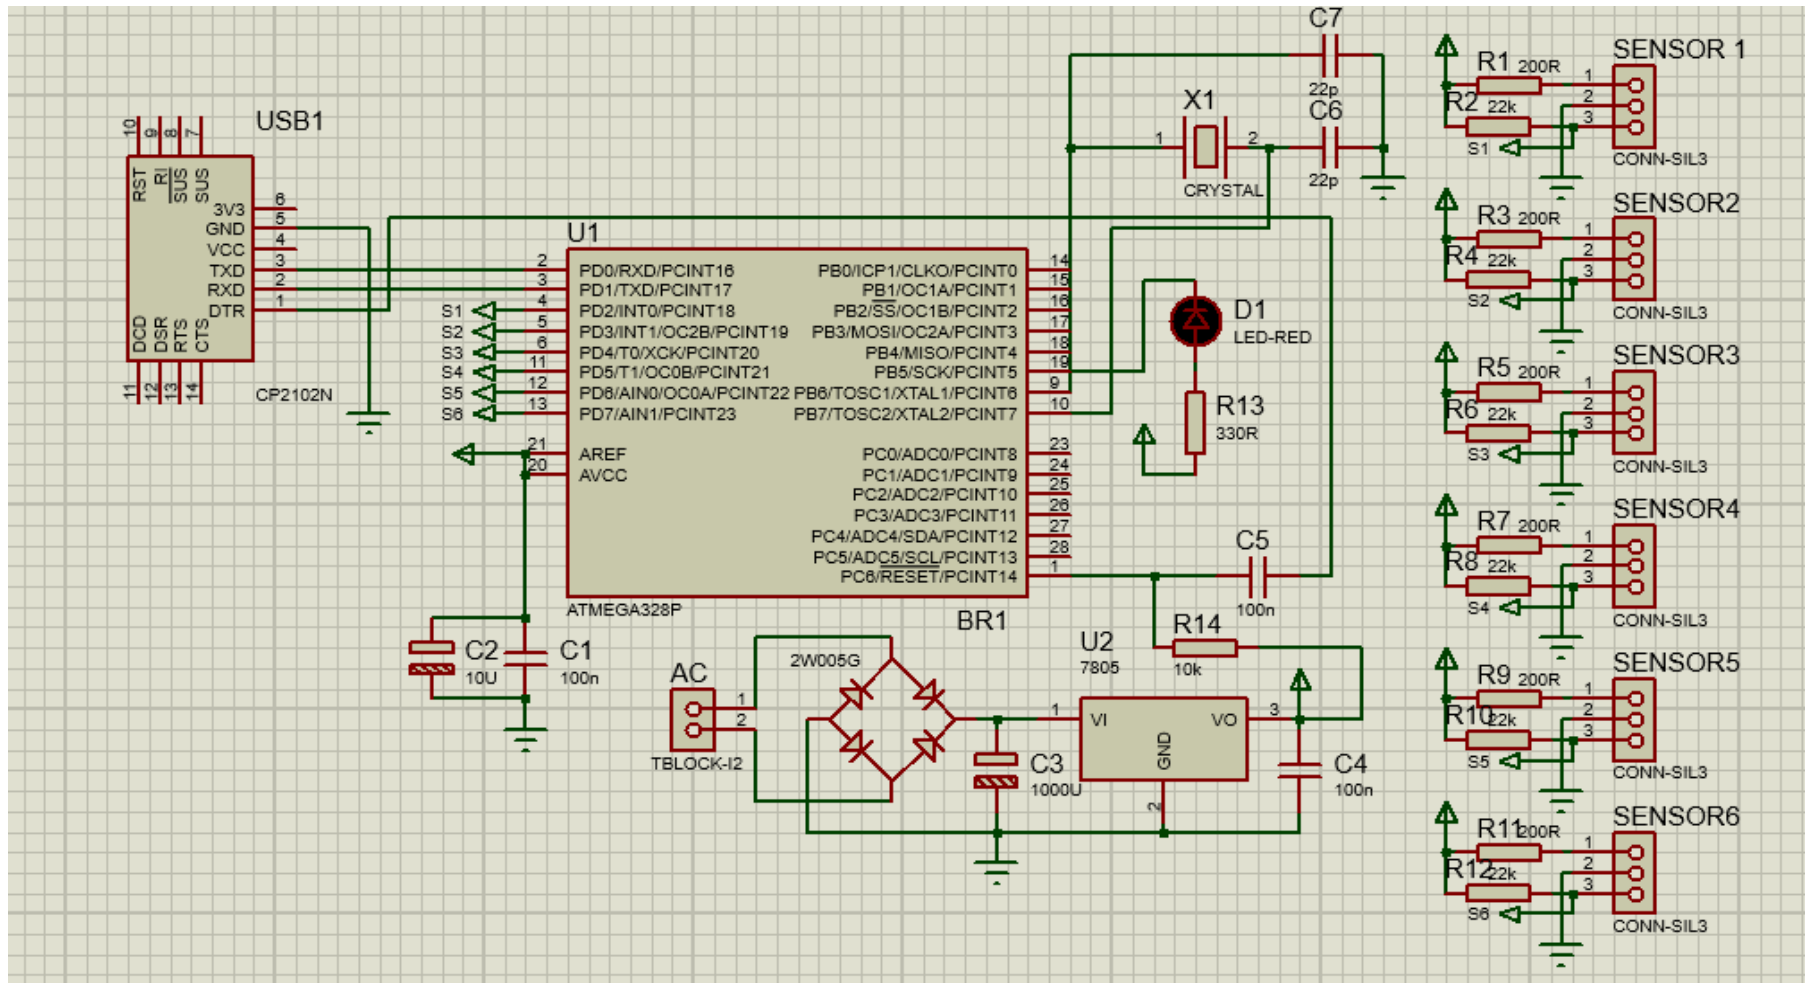 USB1
10
9
8
7
RST
RI
SUS
SUS
3V3
GND
VCC
TXD
RXD
DTR
6
5
4
3
2
1
DCD
DSR
RTS
CTS
11
12
13
14
CP2102N
U1
2 PD0/RXD/PCINT16
3 PD1/TXD/PCINT17
S1 4 PD2/INT0/PCINT18
S2 5 PD3/INT1/OC2B/PCINT19
S3 6 PD4/T0/XCK/PCINT20
S4 11 PD5/T1/OC0B/PCINT21
S5 12 PD6/AIN0/OC0A/PCINT22
S6 13 PD7/AIN1/PCINT23
21 AREF
20 AVCC
PB0/ICP1/CLKO/PCINT0 14
PB1/OC1A/PCINT1 15
PB2/SS/OC1B/PCINT2 16
PB3/MOSI/OC2A/PCINT3 17
PB4/MISO/PCINT4 18
PB5/SCK/PCINT5 19
PB6/TOSC1/XTAL1/PCINT6 9
PB7/TOSC2/XTAL2/PCINT7 10
PC0/ADC0/PCINT8 23
PC1/ADC1/PCINT9 24
PC2/ADC2/PCINT10 25
PC3/ADC3/PCINT11 26
PC4/ADC4/SDA/PCINT12 27
PC5/ADC5/SCL/PCINT13 28
PC6/RESET/PCINT14 1
ATMEGA328P
C7
22p
X1
1 2
CRYSTAL
C6
22p
D1
LED-RED
R13
330R
C5
100n
R14
10k
C2
10U
C1
100n
AC
1
2
TBLOCK-I2
BR1
2W005G
C3
1000U
U2
7805
1 VI VO 3
GND
2
C4
100n
SENSOR 1
R1 200R 1
2
R2 22k 3
S1
CONN-SIL3
SENSOR2
R3 200R 1
2
R4 22k 3
S2
CONN-SIL3
SENSOR3
R5 200R 1
2
R6 22k 3
S3
CONN-SIL3
SENSOR4
R7 200R 1
2
R8 22k 3
S4
CONN-SIL3
SENSOR5
R9 200R 1
2
R10 22k 3
S5
CONN-SIL3
SENSOR6
R11 200R 1
2
R12 22k 3
S6
CONN-SIL3